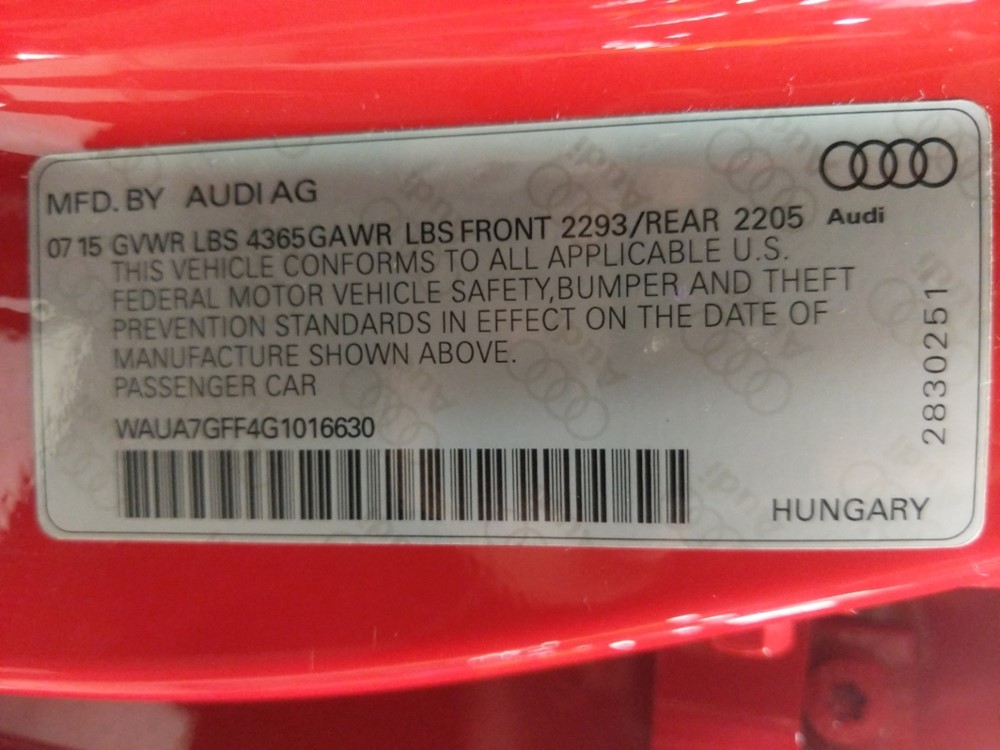 MFD. BY AUDI AG
Audi
07 15 GVWR LBS 4365 GAWR LBS FRONT 2293/REAR 2205
THIS VEHICLE CONFORMS TO ALL APPLICABLE U.S.
FEDERAL MOTOR VEHICLE SAFETY,BUMPER AND THEFT
PREVENTION STANDARDS IN EFFECT ON THE DATE OF
MANUFACTURE SHOWN ABOVE.
PASSENGER CAR
WAUA7GFF4G1016630
2830251
HUNGARY